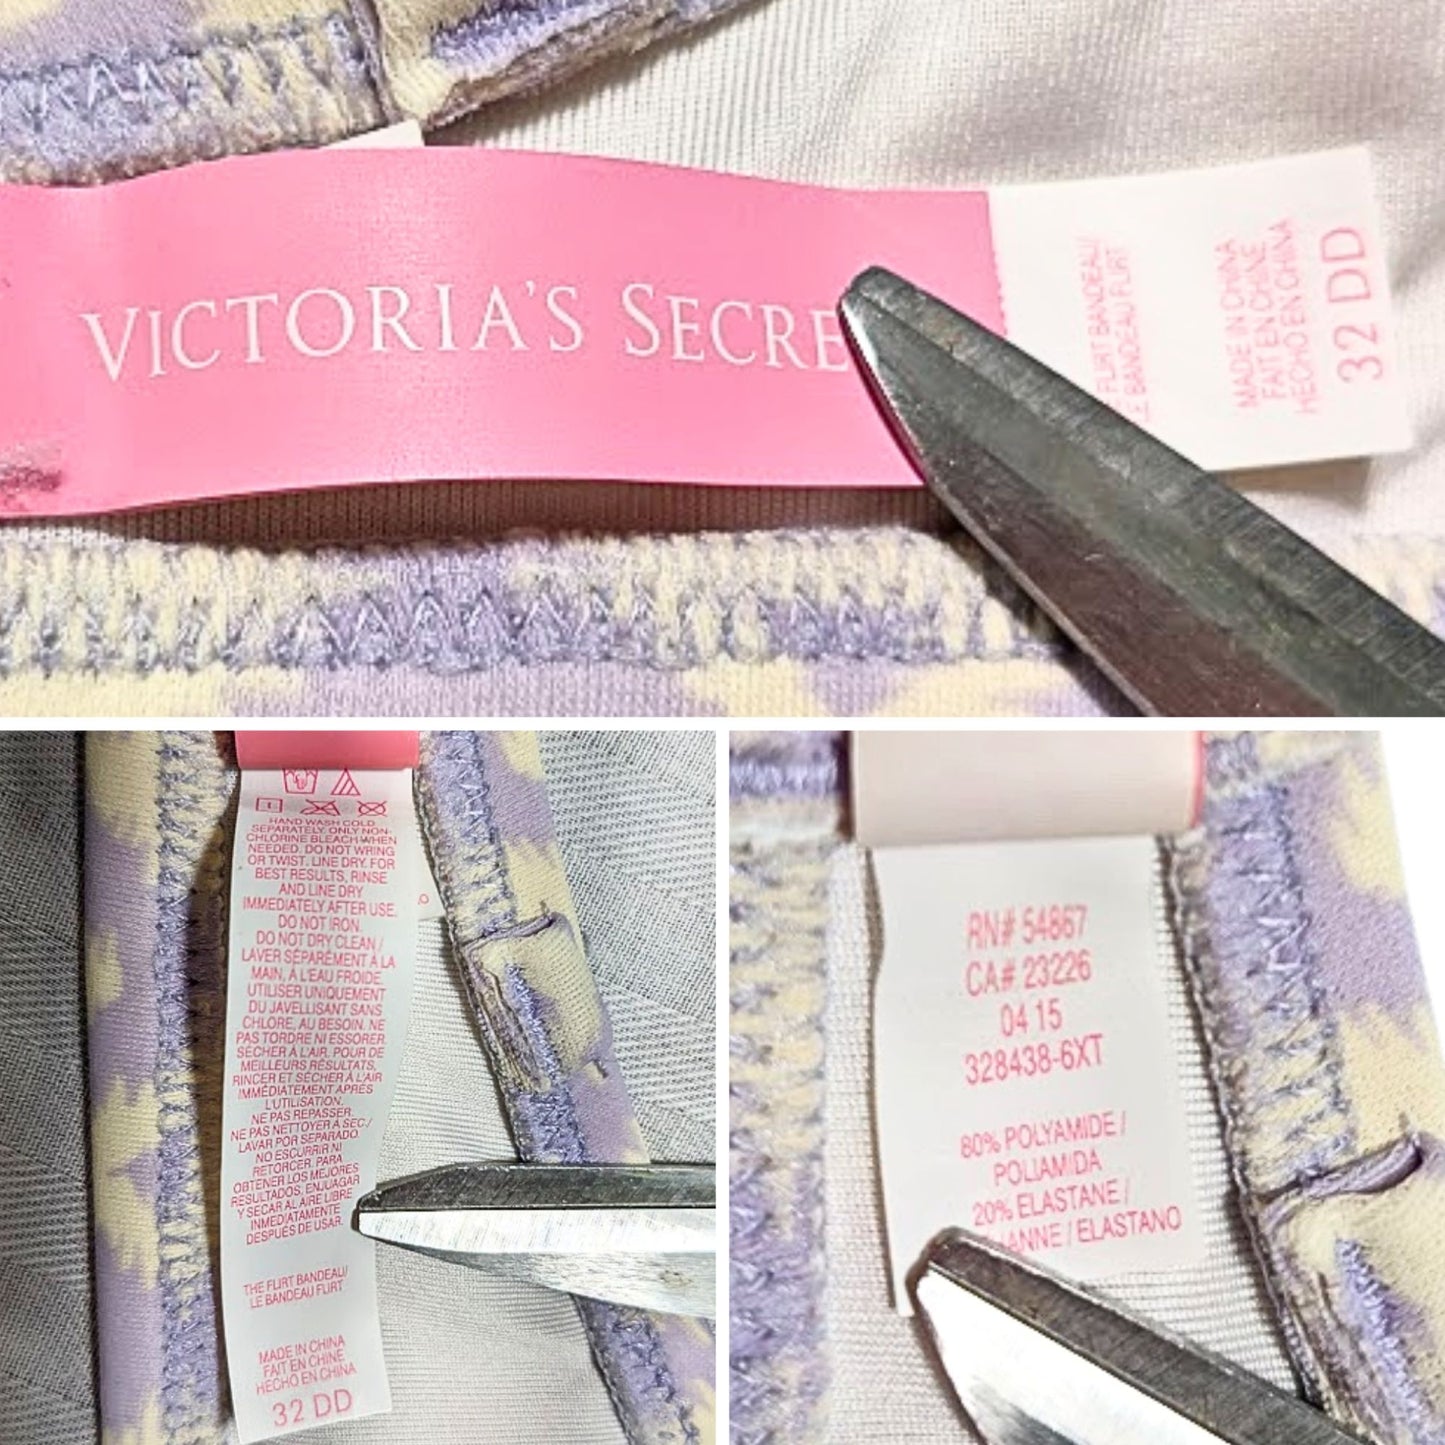 VICTORIA'S SECRE
FLIRT BANDEAU/
LE BANDEAU FLIRT
MADE IN CHINA
FAIT EN CHINE
HECHO EN CHINA
32 DD
HAND WASH COLD
SEPARATELY. ONLY NON-
CHLORINE BLEACH WHEN
NEEDED. DO NOT WRING
OR TWIST. LINE DRY. FOR
BEST RESULTS, RINSE
AND LINE DRY
IMMEDIATELY AFTER USE.
DO NOT IRON.
DO NOT DRY CLEAN /
LAVER SÉPARÉMENT À LA
MAIN, À L'EAU FROIDE.
UTILISER UNIQUEMENT
DU JAVELLISANT SANS
CHLORE, AU BESOIN. NE
PAS TORDRE NI ESSORER.
SÉCHER À L'AIR. POUR DE
MEILLEURS RÉSULTATS,
RINCER ET SÉCHER À L'AIR
IMMÉDIATEMENT APRÈS
L'UTILISATION.
NE PAS REPASSER.
NE PAS NETTOYER À SEC /
LAVAR POR SEPARADO.
NO ESCURRIR NI
RETORCER. PARA
OBTENER LOS MEJORES
RESULTADOS, ENJUAGAR
Y SECAR AL AIRE LIBRE
INMEDIATAMENTE
DESPUÉS DE USAR.
THE FLIRT BANDEAU/
LE BANDEAU FLIRT
MADE IN CHINA
FAIT EN CHINE
HECHO EN CHINA
32 DD
RN# 54867
CA# 23226
04 15
328438-6XT
80% POLYAMIDE /
POLIAMIDA
20% ELASTANE /
ANNE / ELASTANO